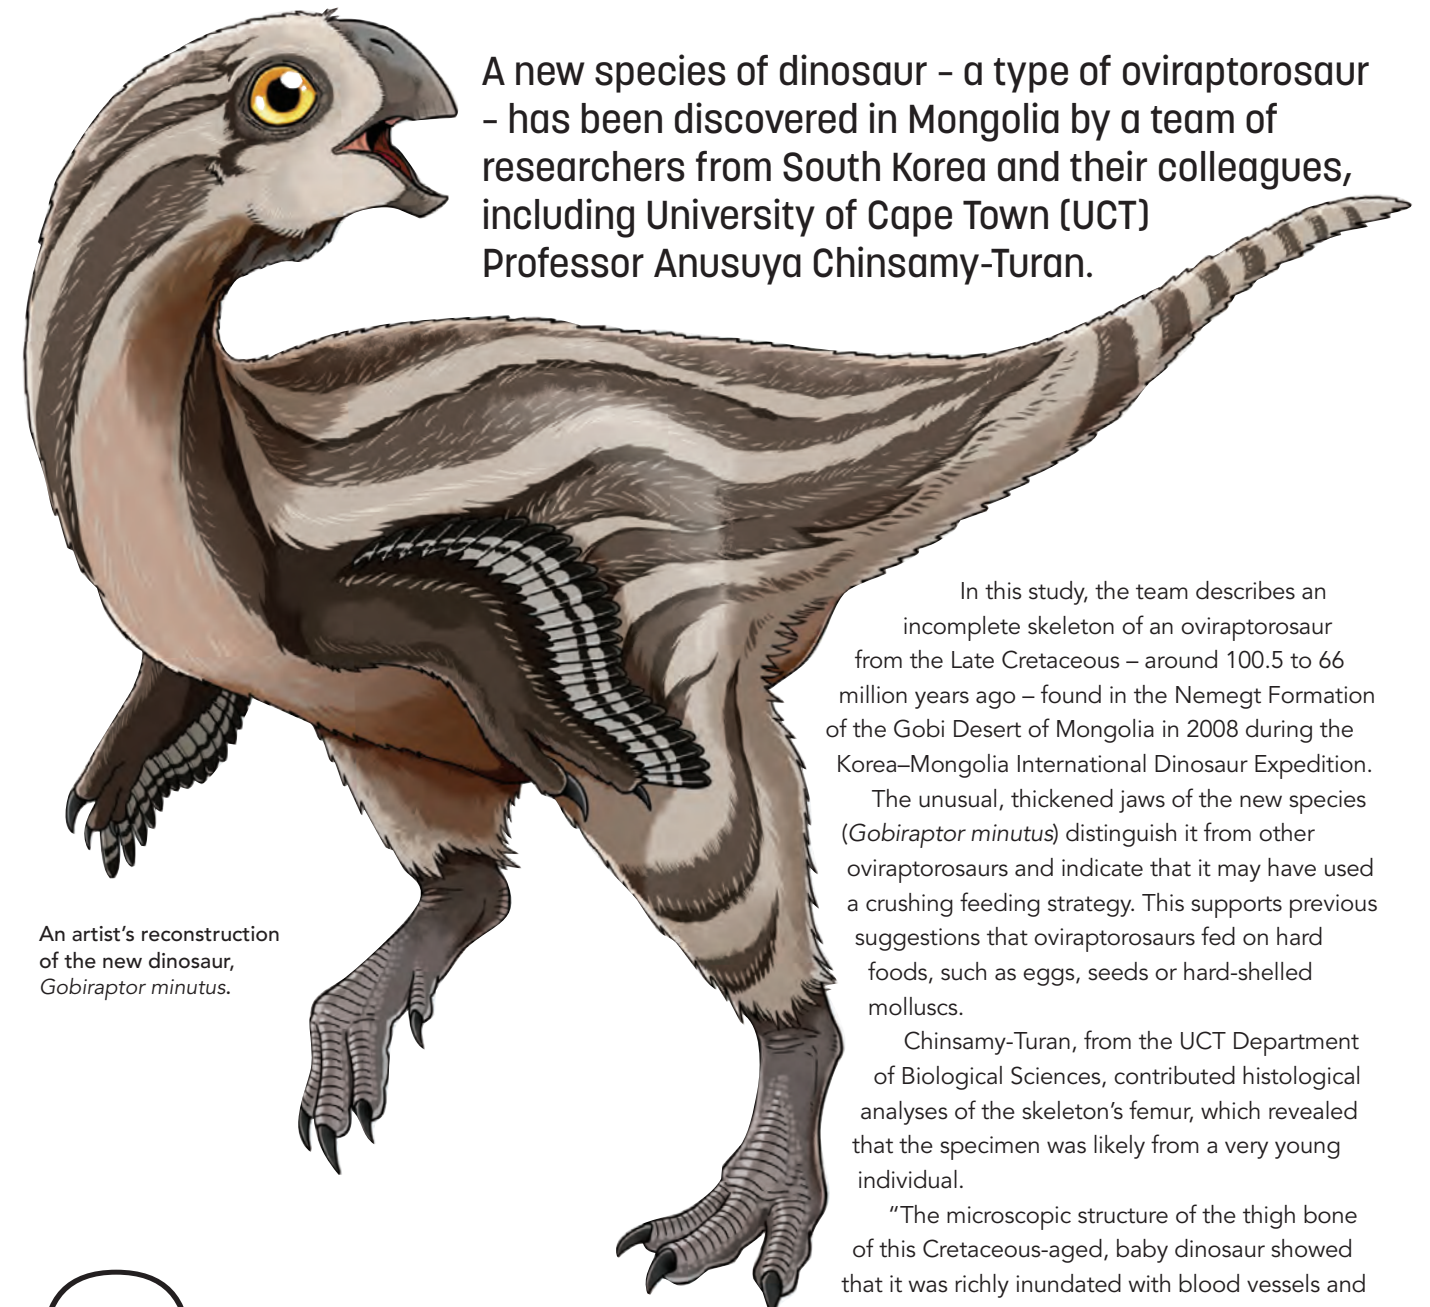 A new species of dinosaur – a type of oviraptorosaur
– has been discovered in Mongolia by a team of
researchers from South Korea and their colleagues,
including University of Cape Town (UCT)
Professor Anusuya Chinsamy-Turan.
In this study, the team describes an
incomplete skeleton of an oviraptorosaur
from the Late Cretaceous – around 100.5 to 66
million years ago – found in the Nemegt Formation
of the Gobi Desert of Mongolia in 2008 during the
Korea–Mongolia International Dinosaur Expedition.
The unusual, thickened jaws of the new species
(Gobiraptor minutus) distinguish it from other
oviraptorosaurs and indicate that it may have used
a crushing feeding strategy. This supports previous
suggestions that oviraptorosaurs fed on hard
foods, such as eggs, seeds or hard-shelled
molluscs.
Chinsamy-Turan, from the UCT Department
of Biological Sciences, contributed histological
analyses of the skeleton's femur, which revealed
that the specimen was likely from a very young
individual.
"The microscopic structure of the thigh bone
of this Cretaceous-aged, baby dinosaur showed
that it was richly inundated with blood vessels and
An artist's reconstruction
of the new dinosaur,
Gobiraptor minutus.